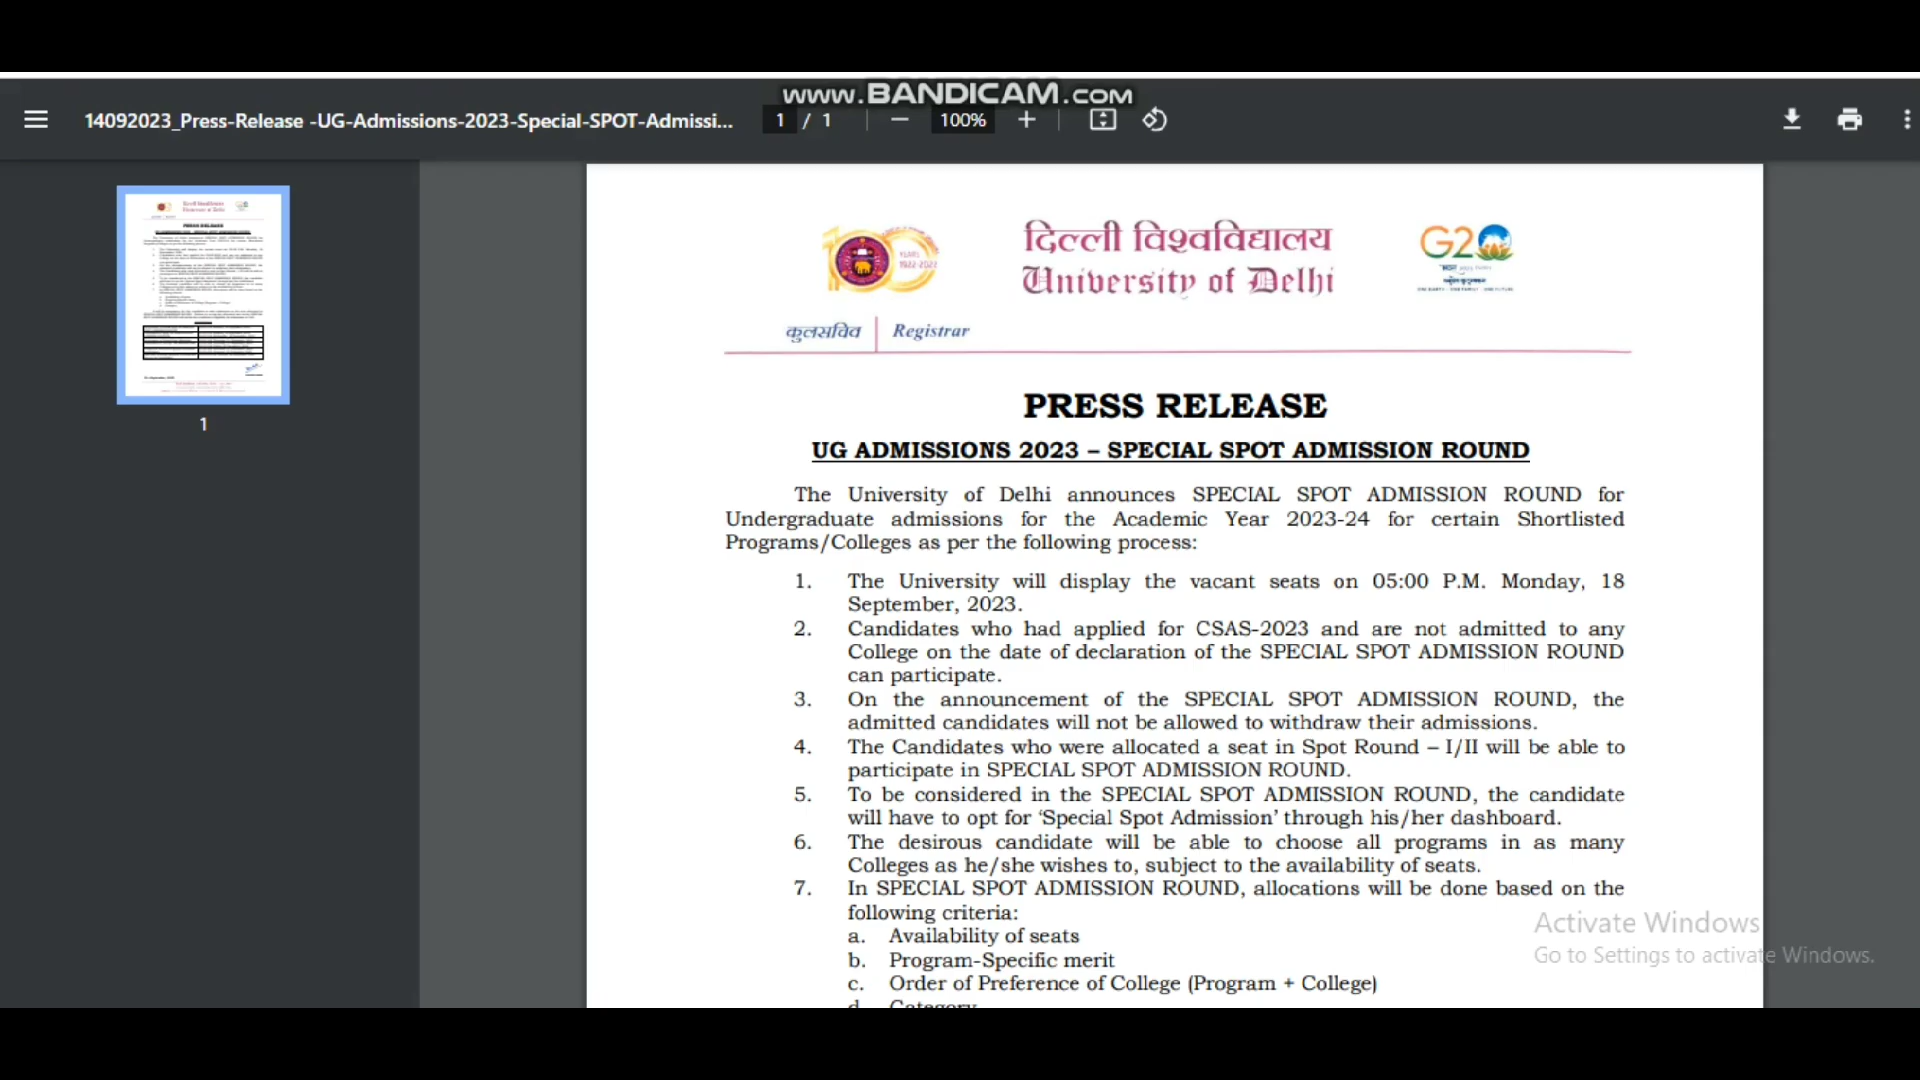 www.BANDICAM.com
14092023_Press-Release -UG-Admissions-2023-Special-SPOT-Admissi...
1 / 1
100%
1
YEARS
1922-2022
दिल्ली विश्वविद्यालय
University of Delhi
G20
कुलसचिव | Registrar
PRESS RELEASE
UG ADMISSIONS 2023 – SPECIAL SPOT ADMISSION ROUND
The University of Delhi announces SPECIAL SPOT ADMISSION ROUND for
Undergraduate admissions for the Academic Year 2023-24 for certain Shortlisted
Programs/Colleges as per the following process:
1. The University will display the vacant seats on 05:00 P.M. Monday, 18
September, 2023.
2. Candidates who had applied for CSAS-2023 and are not admitted to any
College on the date of declaration of the SPECIAL SPOT ADMISSION ROUND
can participate.
3. On the announcement of the SPECIAL SPOT ADMISSION ROUND, the
admitted candidates will not be allowed to withdraw their admissions.
4. The Candidates who were allocated a seat in Spot Round – I/II will be able to
participate in SPECIAL SPOT ADMISSION ROUND.
5. To be considered in the SPECIAL SPOT ADMISSION ROUND, the candidate
will have to opt for ‘Special Spot Admission’ through his/her dashboard.
6. The desirous candidate will be able to choose all programs in as many
Colleges as he/she wishes to, subject to the availability of seats.
7. In SPECIAL SPOT ADMISSION ROUND, allocations will be done based on the
following criteria:
a. Availability of seats
b. Program-Specific merit
c. Order of Preference of College (Program + College)
d. Category
Activate Windows
Go to Settings to activate Windows.